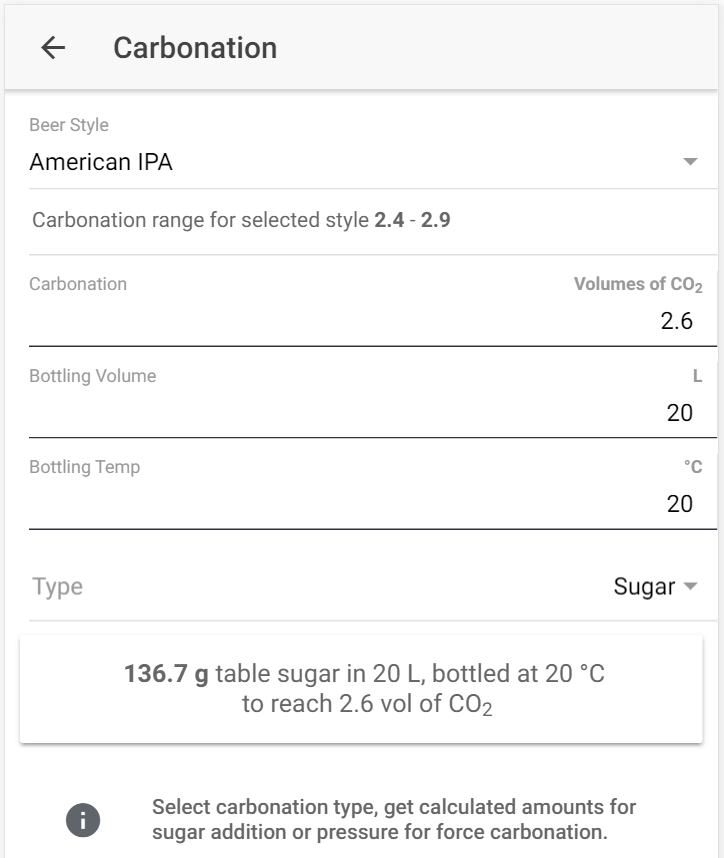 Carbonation
Beer Style
American IPA
Carbonation range for selected style 2.4 - 2.9
Carbonation Volumes of CO₂
2.6
Bottling Volume L
20
Bottling Temp °C
20
Type Sugar
136.7 g table sugar in 20 L, bottled at 20 °C
to reach 2.6 vol of CO₂
Select carbonation type, get calculated amounts for
sugar addition or pressure for force carbonation.